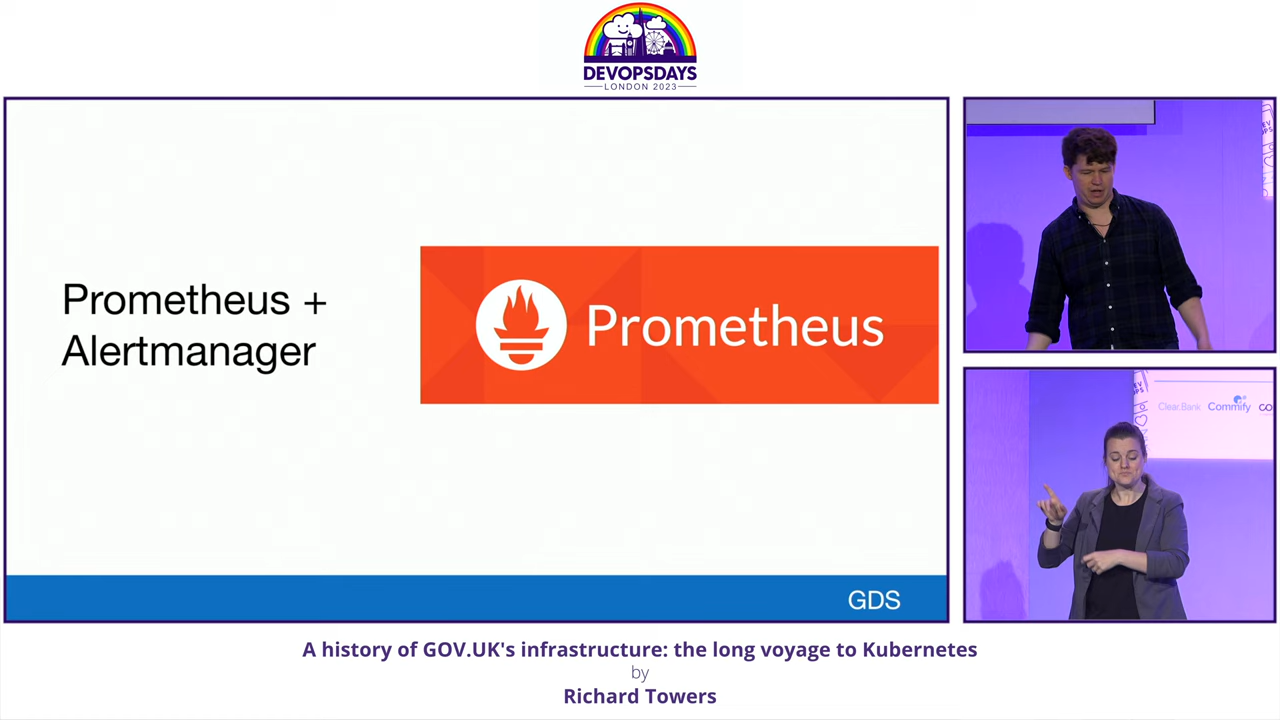 DEVOPSDAYS
LONDON 2023
Prometheus +
Alertmanager
Prometheus
GDS
Clear.Bank Commify
A history of GOV.UK's infrastructure: the long voyage to Kubernetes
by
Richard Towers